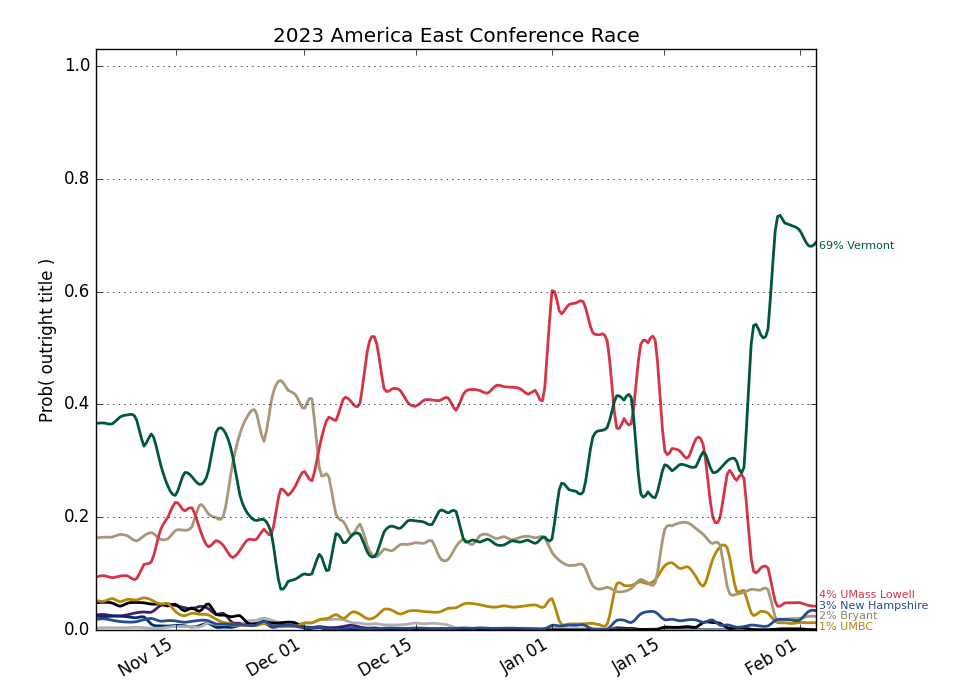 2023 America East Conference Race
Prob( outright title )
1.0
0.8
0.6
0.4
0.2
0.0
69% Vermont
4% UMass Lowell
3% New Hampshire
2% Bryant
1% UMBC
Nov 15
Dec 01
Dec 15
Jan 01
Jan 15
Feb 01